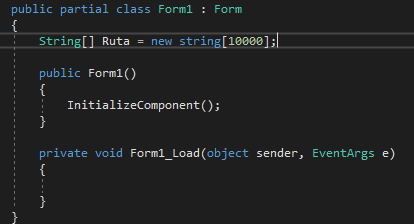 public partial class Form1 : Form
{
String[] Ruta = new string[10000];
public Form1()
{
InitializeComponent();
}
private void Form1_Load(object sender, EventArgs e)
{
}
}